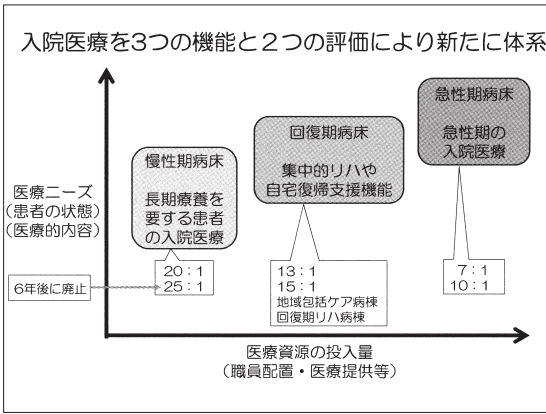 入院医療を3つの機能と2つの評価により新たに体系
急性期病床
急性期の
入院医療
回復期病床
集中的リハや
自宅復帰支援機能
慢性期病床
長期療養を
要する患者
の入院医療
医療ニーズ
(患者の状態)
(医療的内容)
20:1
25:1
13:1
15:1
地域包括ケア病棟
回復期リハ病棟
7:1
10:1
6年後に廃止
医療資源の投入量
(職員配置・医療提供等)